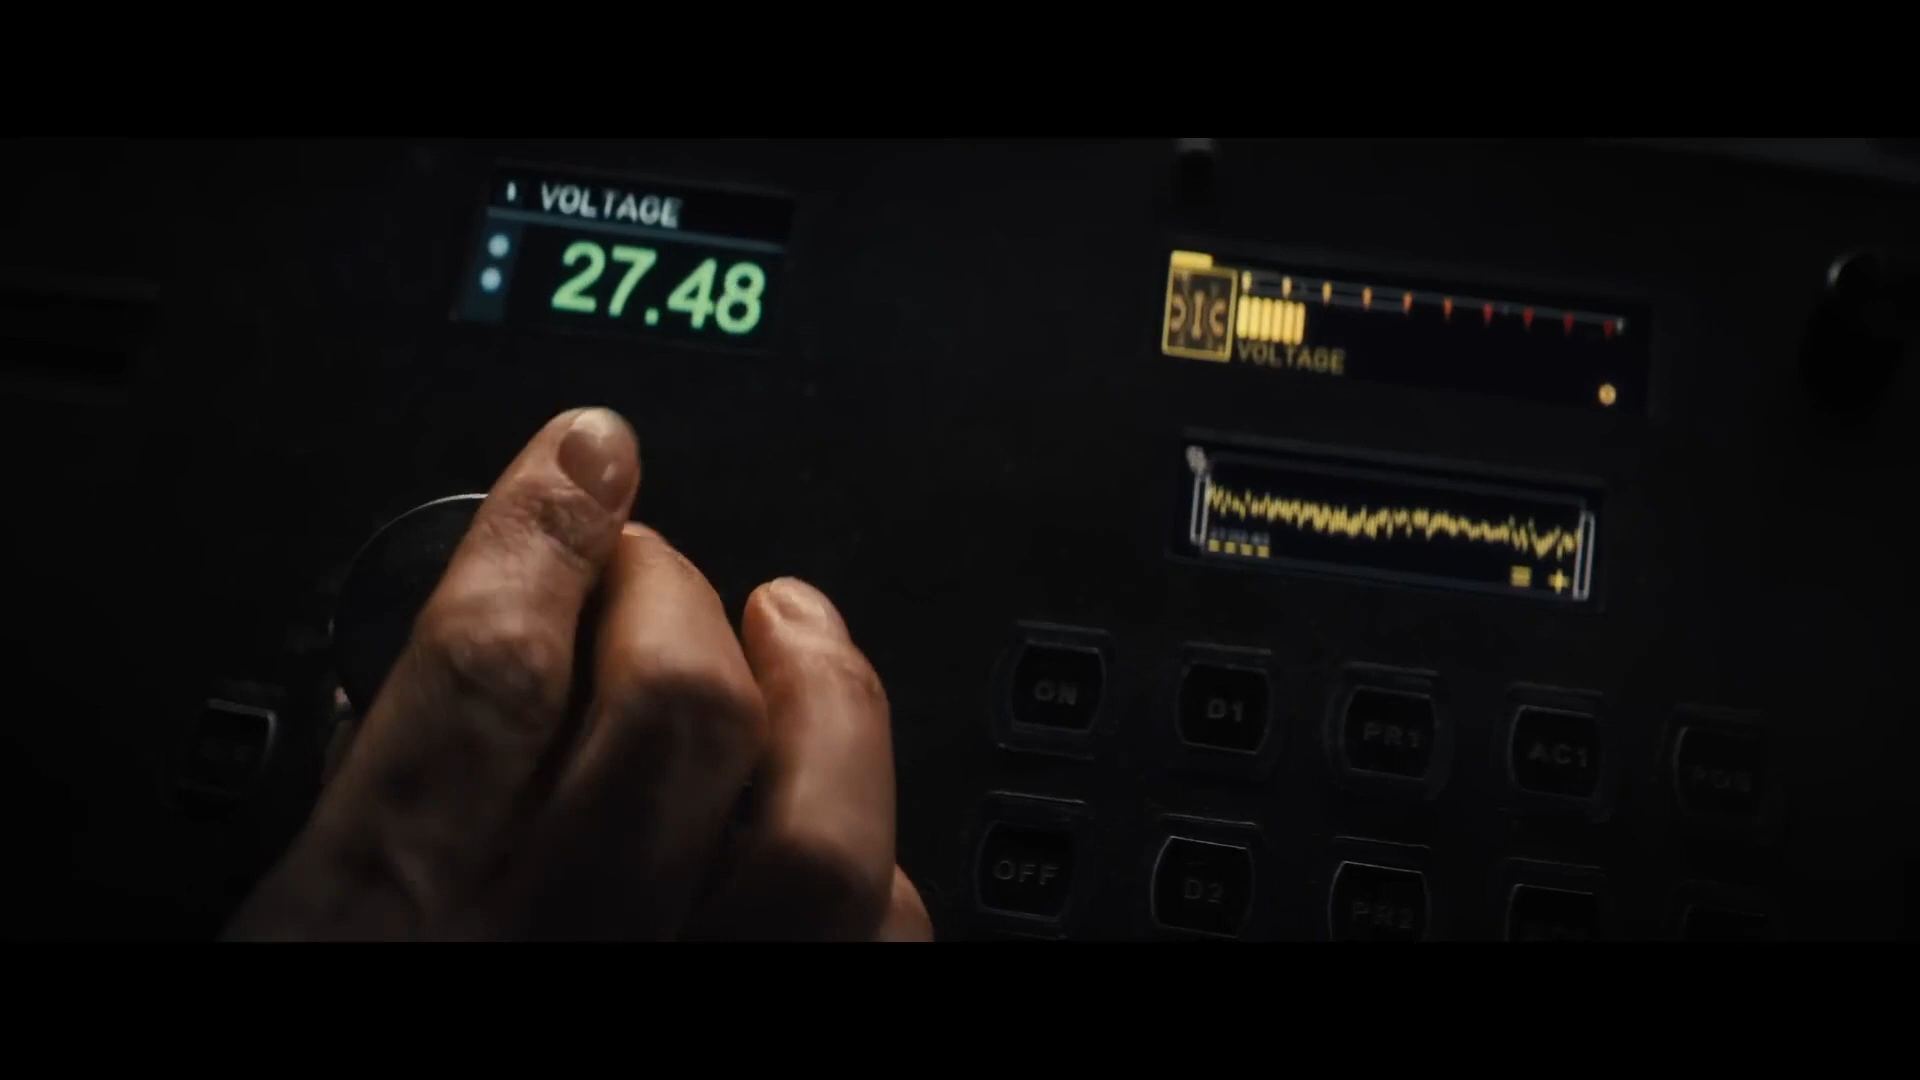 VOLTAGE
27.48
VOLTAGE
ON
D1
PR1
AC1
OFF
D2
PR2